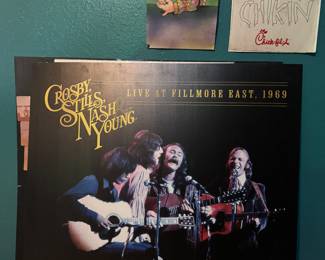 CHIKIN
Chick-fil-A
CROSBY,
STILLS,
NASH
YOUNG
LIVE AT FILLMORE EAST, 1969